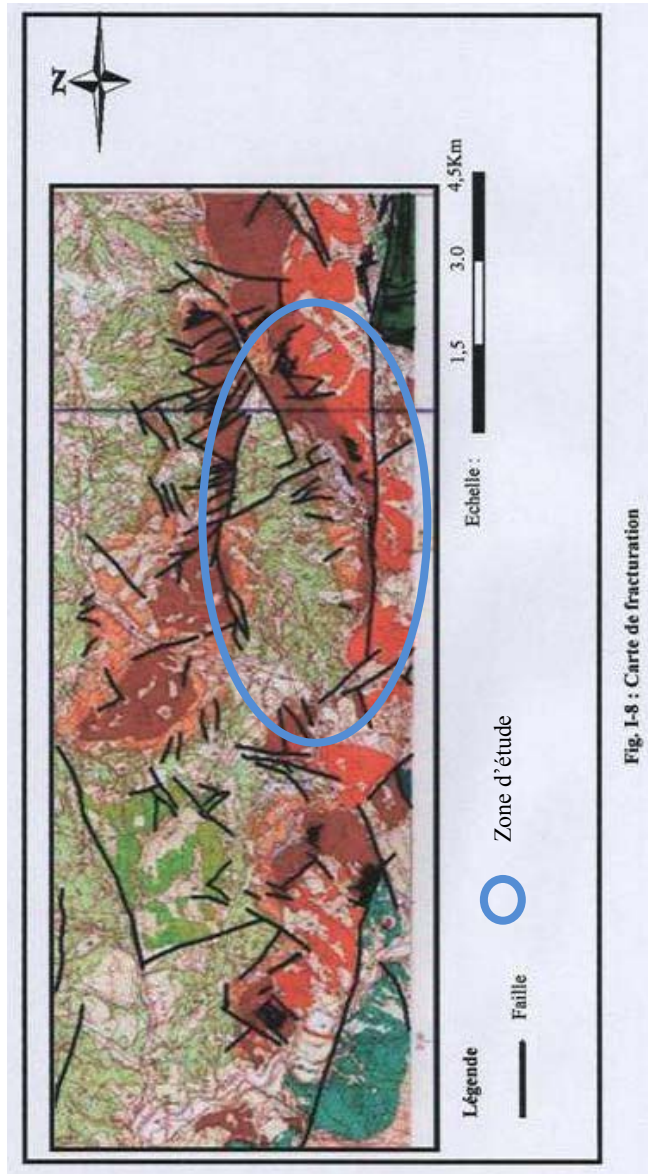 N
Echelle :
1,5
3.0
4,5Km
Légende
Faille
Zone d’étude
Fig. I-8 : Carte de fracturation